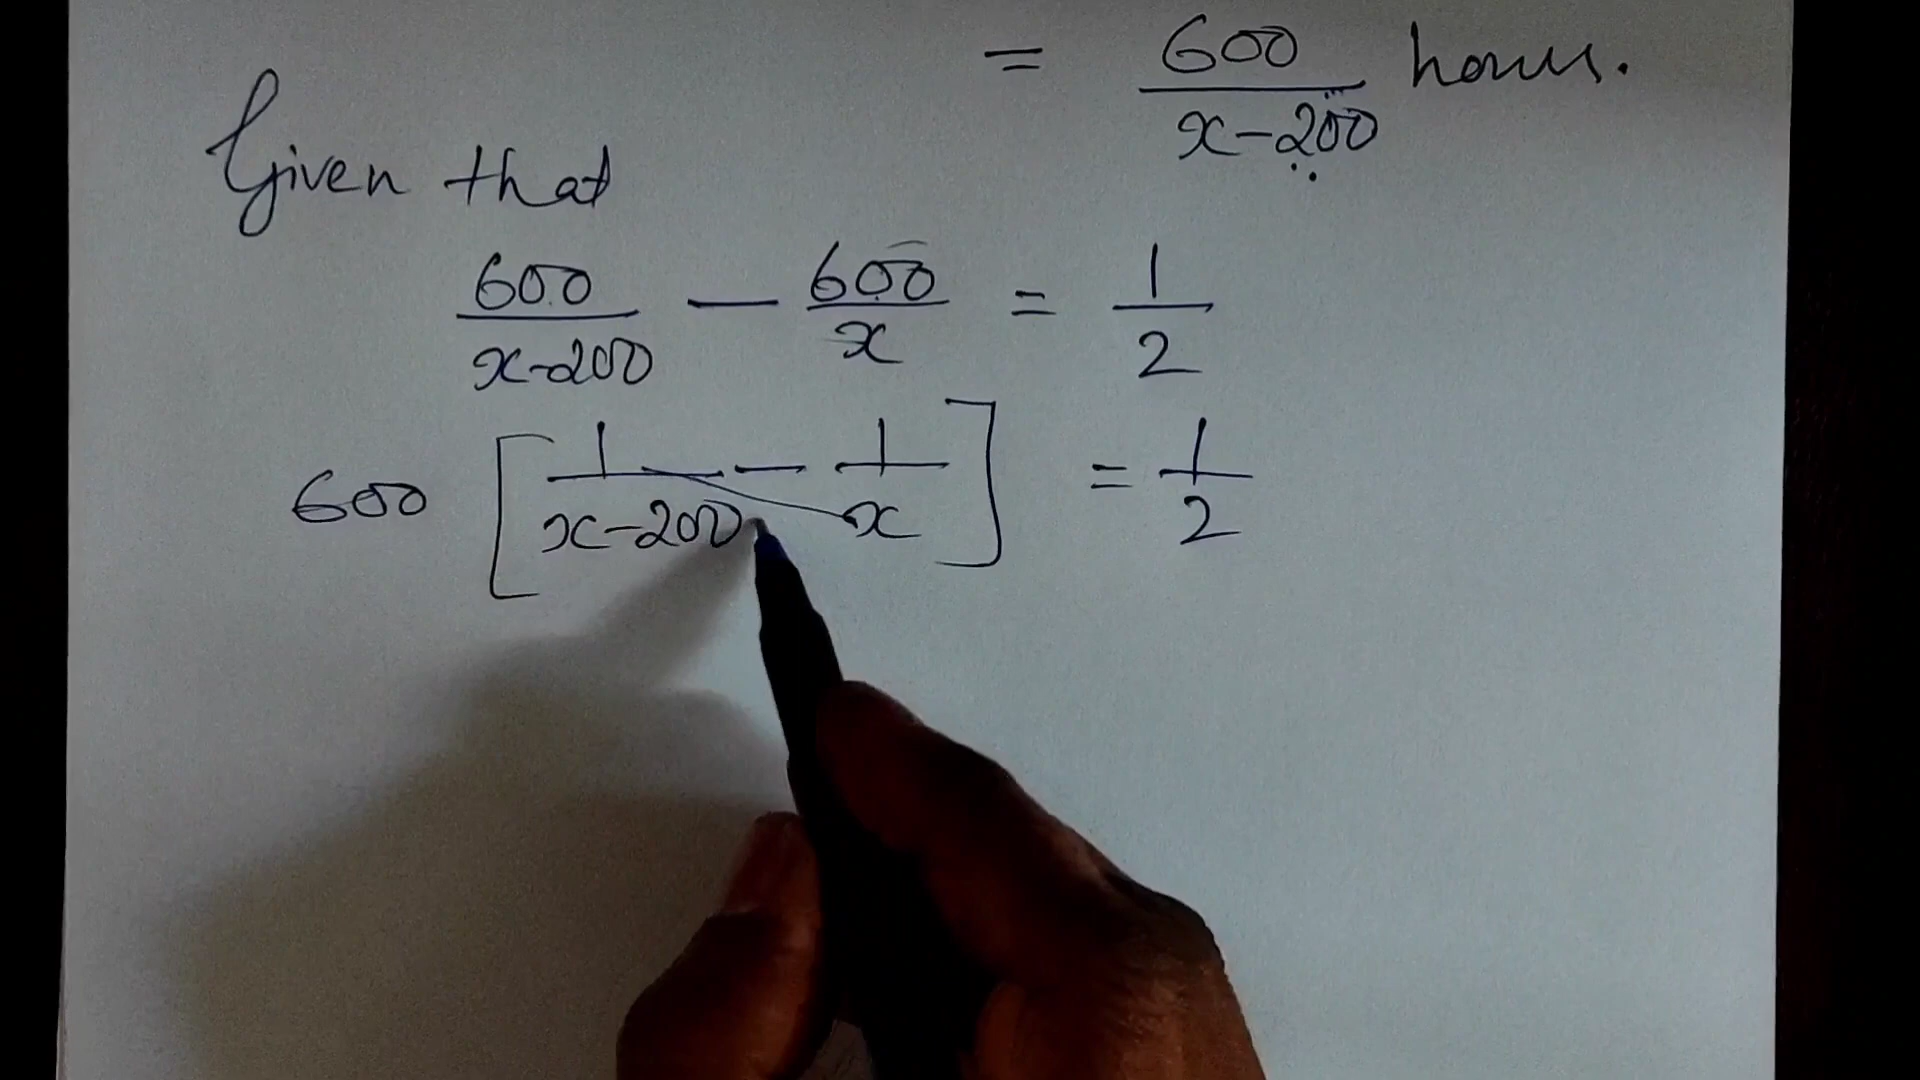 = 600/(x-200) hours.
Given that
600/(x-200) - 600/x = 1/2
600 [1/(x-200) - 1/x] = 1/2